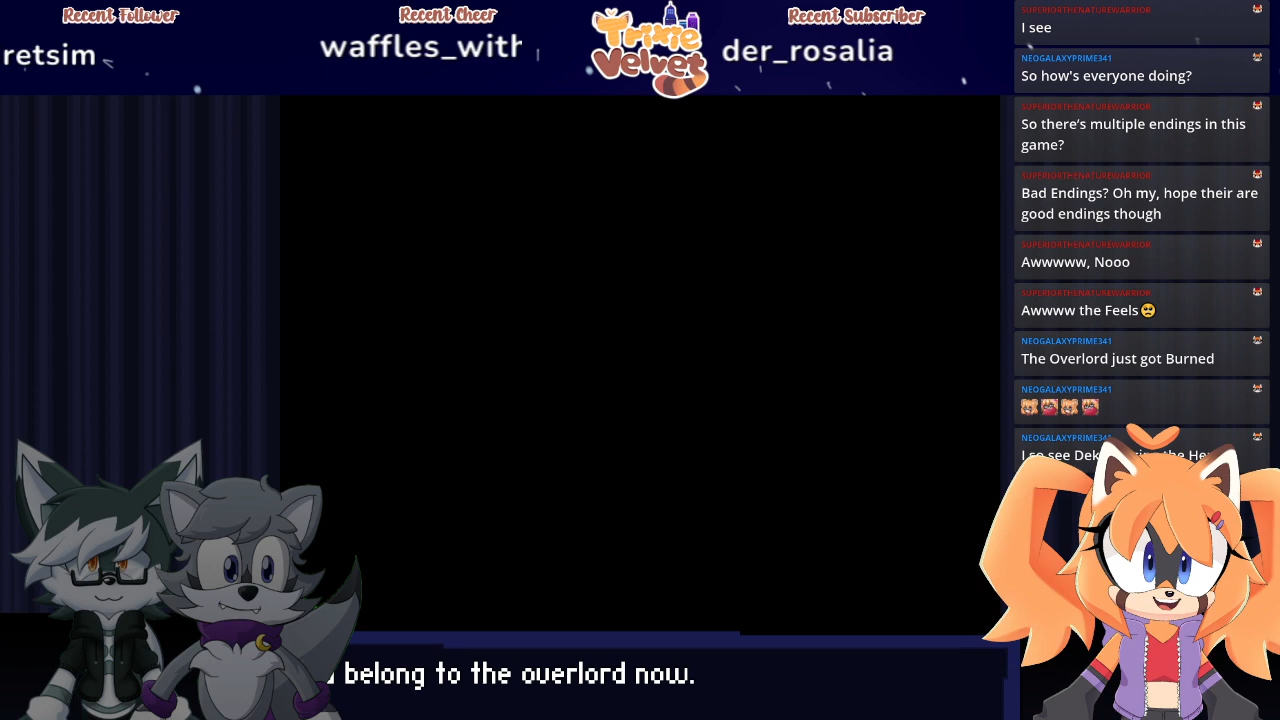 Recent Follower
retsim
Recent Cheer
waffles_with
Trixie
Velvet
Recent Subscriber
der_rosalia
SUPERIORTHENATUREWARRIOR
I see
NEOGALAXYPRIME341
So how's everyone doing?
SUPERIORTHENATUREWARRIOR
So there's multiple endings in this
game?
SUPERIORTHENATUREWARRIOR
Bad Endings? Oh my, hope their are
good endings though
SUPERIORTHENATUREWARRIOR
Awwwww, Nooo
SUPERIORTHENATUREWARRIOR
Awwww the Feels🥺
NEOGALAXYPRIME341
The Overlord just got Burned
NEOGALAXYPRIME341
NEOGALAXYPRIME341
see
belong to the overlord now.